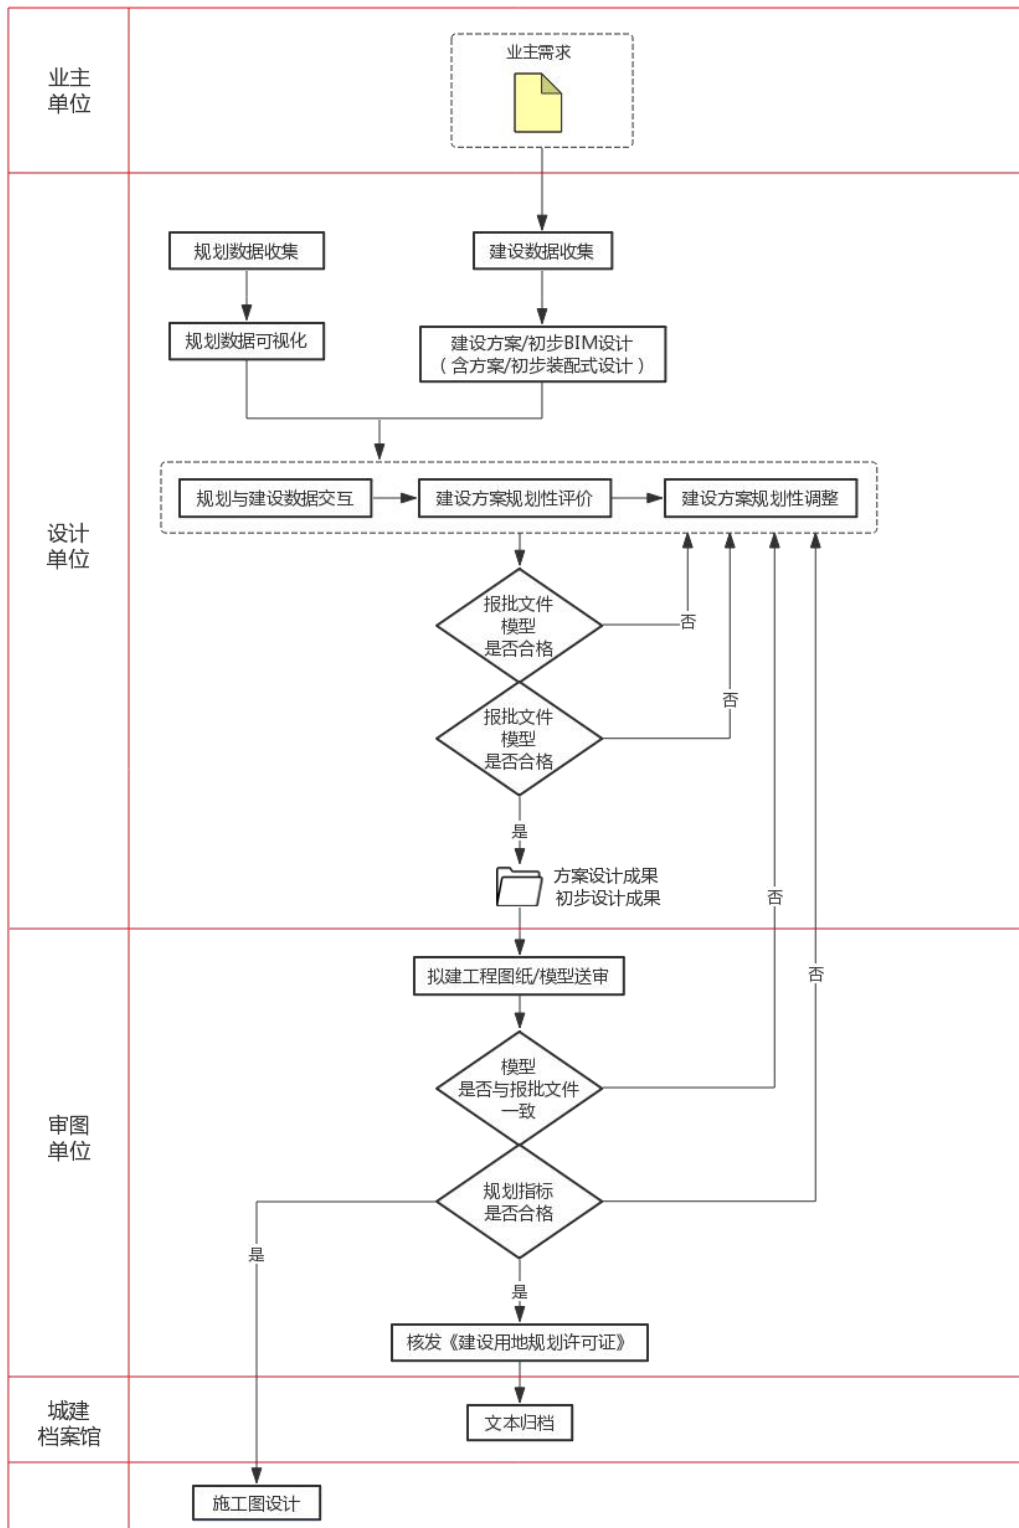 业主
单位
业主需求
设计
单位
规划数据收集
建设数据收集
规划数据可视化
建设方案/初步BIM设计
（含方案/初步装配式设计）
规划与建设数据交互
建设方案规划性评价
建设方案规划性调整
报批文件
模型
是否合格
否
报批文件
模型
是否合格
否
是
方案设计成果
初步设计成果
否
审图
单位
拟建工程图纸/模型送审
否
模型
是否与报批文件
一致
规划指标
是否合格
是
是
核发《建设用地规划许可证》
城建
档案馆
文本归档
施工图设计